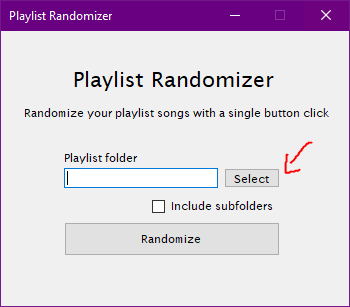 Playlist Randomizer
Playlist Randomizer
Randomize your playlist songs with a single button click
Playlist folder
Select
Include subfolders
Randomize